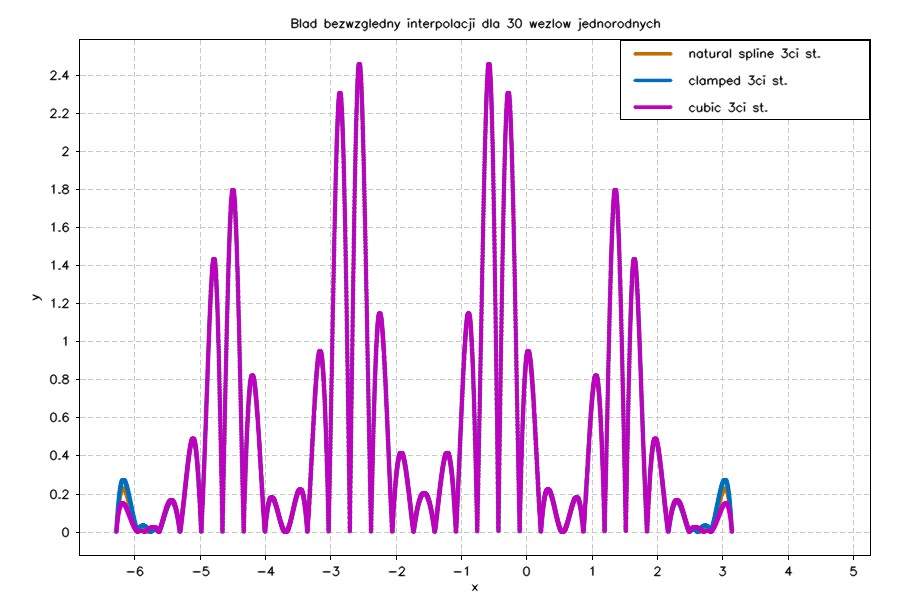 Blad bezwzgledny interpolacji dla 30 wezlow jednorodnych
natural spline 3ci st.
clamped 3ci st.
cubic 3ci st.
2.4
2.2
2
1.8
1.6
1.4
1.2
1
0.8
0.6
0.4
0.2
0
y
−6 −5 −4 −3 −2 −1 0 1 2 3 4 5
x